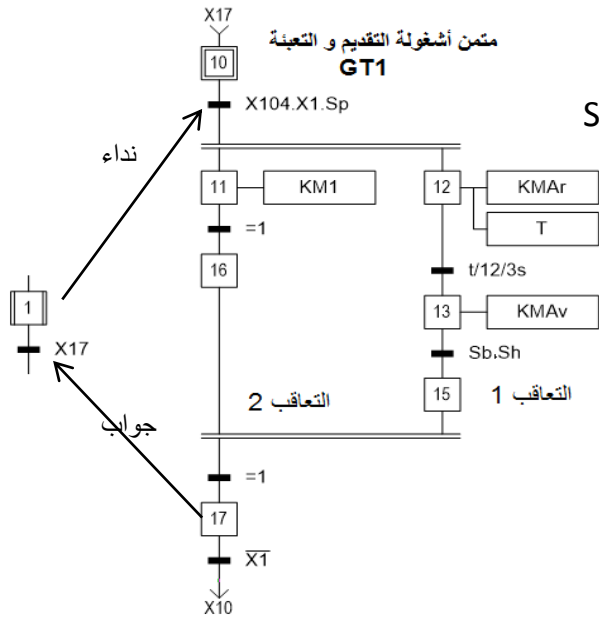 X17
متمن أشغولة التقديم و التعبئة
GT1
10
X104.X1.Sp
S
نداء
11
KM1
12
KMAr
T
=1
16
t/12/3s
1
X17
13
KMAv
Sb.Sh
15
التعاقب 1
التعاقب 2
جواب
=1
17
X̅1̅
X10